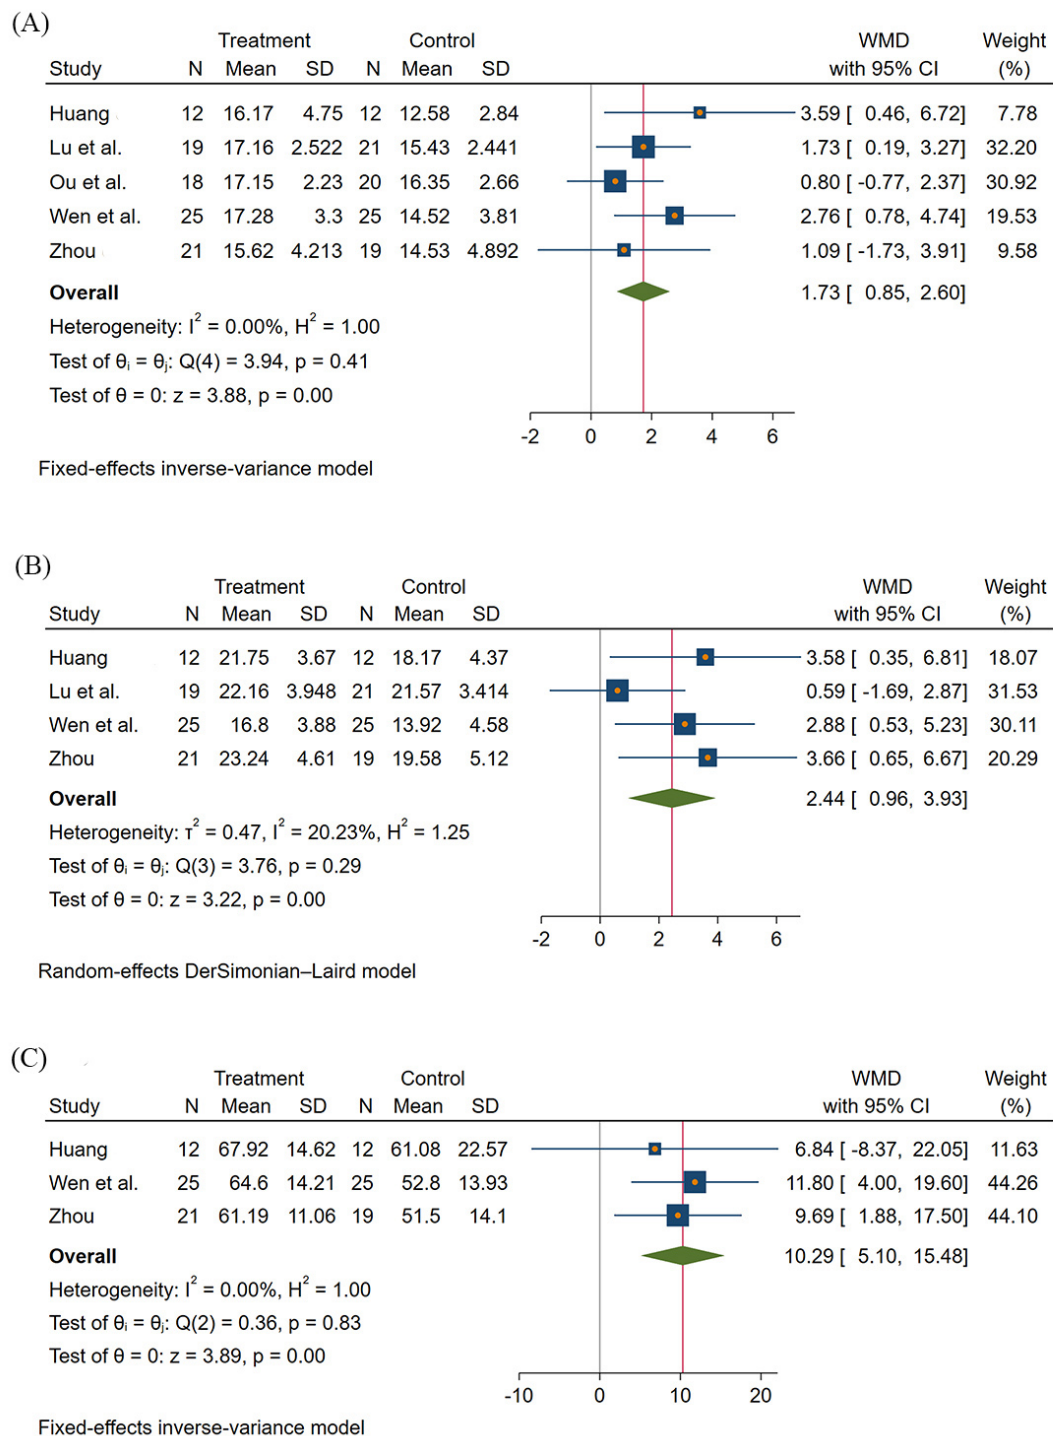 (A)
Treatment Control WMD Weight
Study N Mean SD N Mean SD with 95% CI (%)
Huang 12 16.17 4.75 12 12.58 2.84 3.59 [ 0.46, 6.72] 7.78
Lu et al. 19 17.16 2.522 21 15.43 2.441 1.73 [ 0.19, 3.27] 32.20
Ou et al. 18 17.15 2.23 20 16.35 2.66 0.80 [ -0.77, 2.37] 30.92
Wen et al. 25 17.28 3.3 25 14.52 3.81 2.76 [ 0.78, 4.74] 19.53
Zhou 21 15.62 4.213 19 14.53 4.892 1.09 [ -1.73, 3.91] 9.58
Overall 1.73 [ 0.85, 2.60]
Heterogeneity: I² = 0.00%, H² = 1.00
Test of θᵢ = θⱼ: Q(4) = 3.94, p = 0.41
Test of θ = 0: z = 3.88, p = 0.00
-2 0 2 4 6
Fixed-effects inverse-variance model
(B)
Treatment Control WMD Weight
Study N Mean SD N Mean SD with 95% CI (%)
Huang 12 21.75 3.67 12 18.17 4.37 3.58 [ 0.35, 6.81] 18.07
Lu et al. 19 22.16 3.948 21 21.57 3.414 0.59 [ -1.69, 2.87] 31.53
Wen et al. 25 16.8 3.88 25 13.92 4.58 2.88 [ 0.53, 5.23] 30.11
Zhou 21 23.24 4.61 19 19.58 5.12 3.66 [ 0.65, 6.67] 20.29
Overall 2.44 [ 0.96, 3.93]
Heterogeneity: τ² = 0.47, I² = 20.23%, H² = 1.25
Test of θᵢ = θⱼ: Q(3) = 3.76, p = 0.29
Test of θ = 0: z = 3.22, p = 0.00
-2 0 2 4 6
Random-effects DerSimonian–Laird model
(C)
Treatment Control WMD Weight
Study N Mean SD N Mean SD with 95% CI (%)
Huang 12 67.92 14.62 12 61.08 22.57 6.84 [ -8.37, 22.05] 11.63
Wen et al. 25 64.6 14.21 25 52.8 13.93 11.80 [ 4.00, 19.60] 44.26
Zhou 21 61.19 11.06 19 51.5 14.1 9.69 [ 1.88, 17.50] 44.10
Overall 10.29 [ 5.10, 15.48]
Heterogeneity: I² = 0.00%, H² = 1.00
Test of θᵢ = θⱼ: Q(2) = 0.36, p = 0.83
Test of θ = 0: z = 3.89, p = 0.00
-10 0 10 20
Fixed-effects inverse-variance model